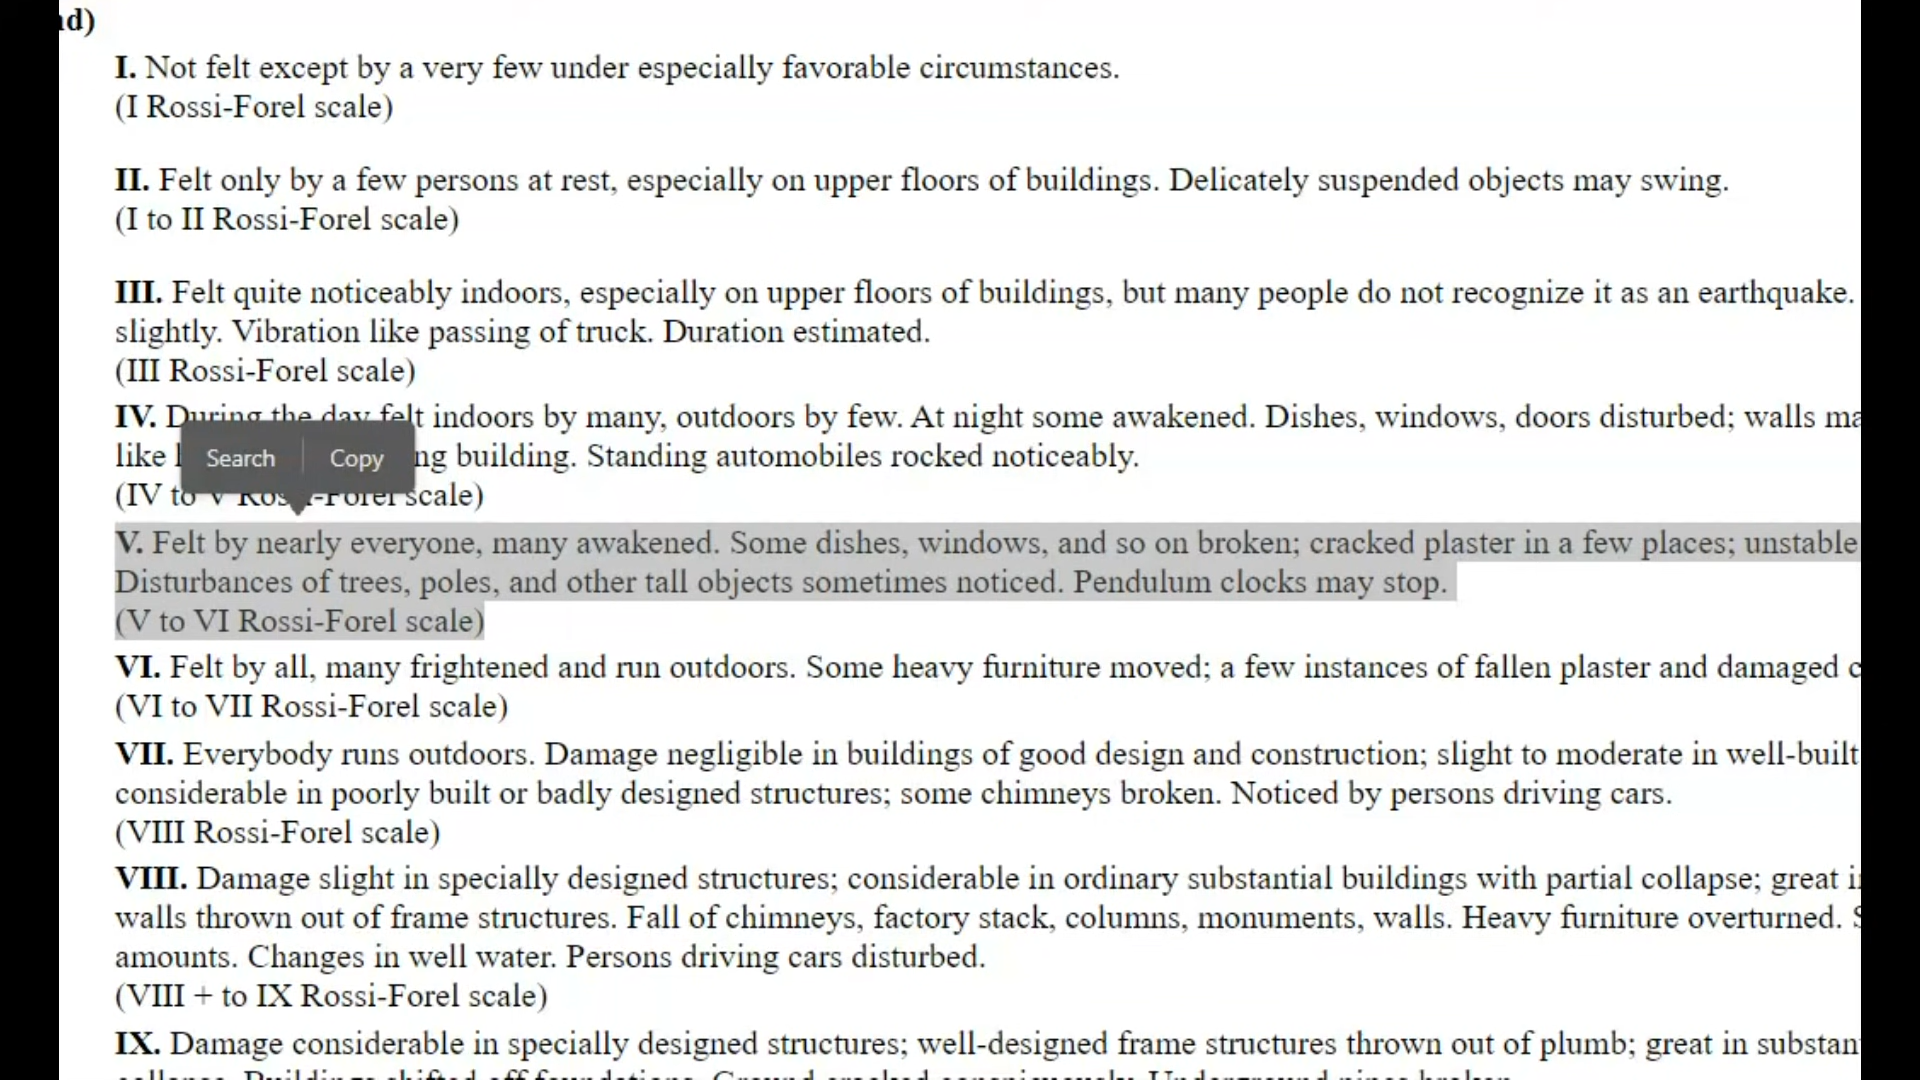 nd)
I. Not felt except by a very few under especially favorable circumstances.
(I Rossi-Forel scale)
II. Felt only by a few persons at rest, especially on upper floors of buildings. Delicately suspended objects may swing.
(I to II Rossi-Forel scale)
III. Felt quite noticeably indoors, especially on upper floors of buildings, but many people do not recognize it as an earthquake.
slightly. Vibration like passing of truck. Duration estimated.
(III Rossi-Forel scale)
IV. During the day felt indoors by many, outdoors by few. At night some awakened. Dishes, windows, doors disturbed; walls ma
like ng building. Standing automobiles rocked noticeably.
Search Copy
(IV to V Rossi-Forel scale)
V. Felt by nearly everyone, many awakened. Some dishes, windows, and so on broken; cracked plaster in a few places; unstable
Disturbances of trees, poles, and other tall objects sometimes noticed. Pendulum clocks may stop.
(V to VI Rossi-Forel scale)
VI. Felt by all, many frightened and run outdoors. Some heavy furniture moved; a few instances of fallen plaster and damaged c
(VI to VII Rossi-Forel scale)
VII. Everybody runs outdoors. Damage negligible in buildings of good design and construction; slight to moderate in well-built
considerable in poorly built or badly designed structures; some chimneys broken. Noticed by persons driving cars.
(VIII Rossi-Forel scale)
VIII. Damage slight in specially designed structures; considerable in ordinary substantial buildings with partial collapse; great i
walls thrown out of frame structures. Fall of chimneys, factory stack, columns, monuments, walls. Heavy furniture overturned. S
amounts. Changes in well water. Persons driving cars disturbed.
(VIII + to IX Rossi-Forel scale)
IX. Damage considerable in specially designed structures; well-designed frame structures thrown out of plumb; great in substan